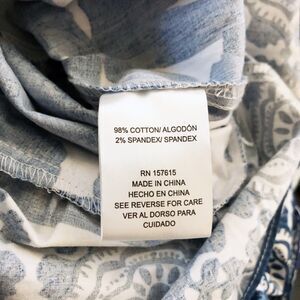 98% COTTON/ ALGODÓN
2% SPANDEX/ SPANDEX
RN 157615
MADE IN CHINA
HECHO EN CHINA
SEE REVERSE FOR CARE
VER AL DORSO PARA
CUIDADO